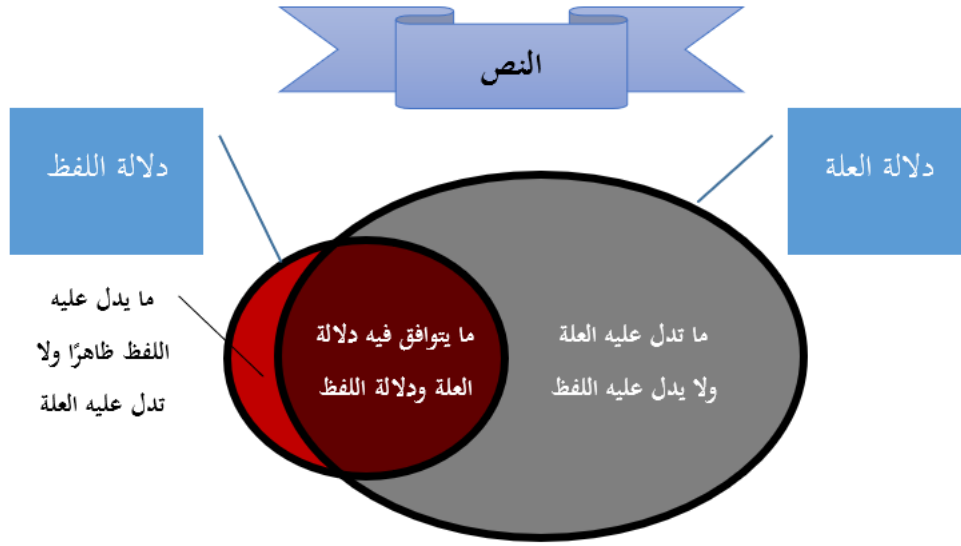 النص
دلالة العلة
دلالة اللفظ
ما تدل عليه العلة
ولا يدل عليه اللفظ
ما يتوافق فيه دلالة
العلة ودلالة اللفظ
ما يدل عليه
اللفظ ظاهرًا ولا
تدل عليه العلة